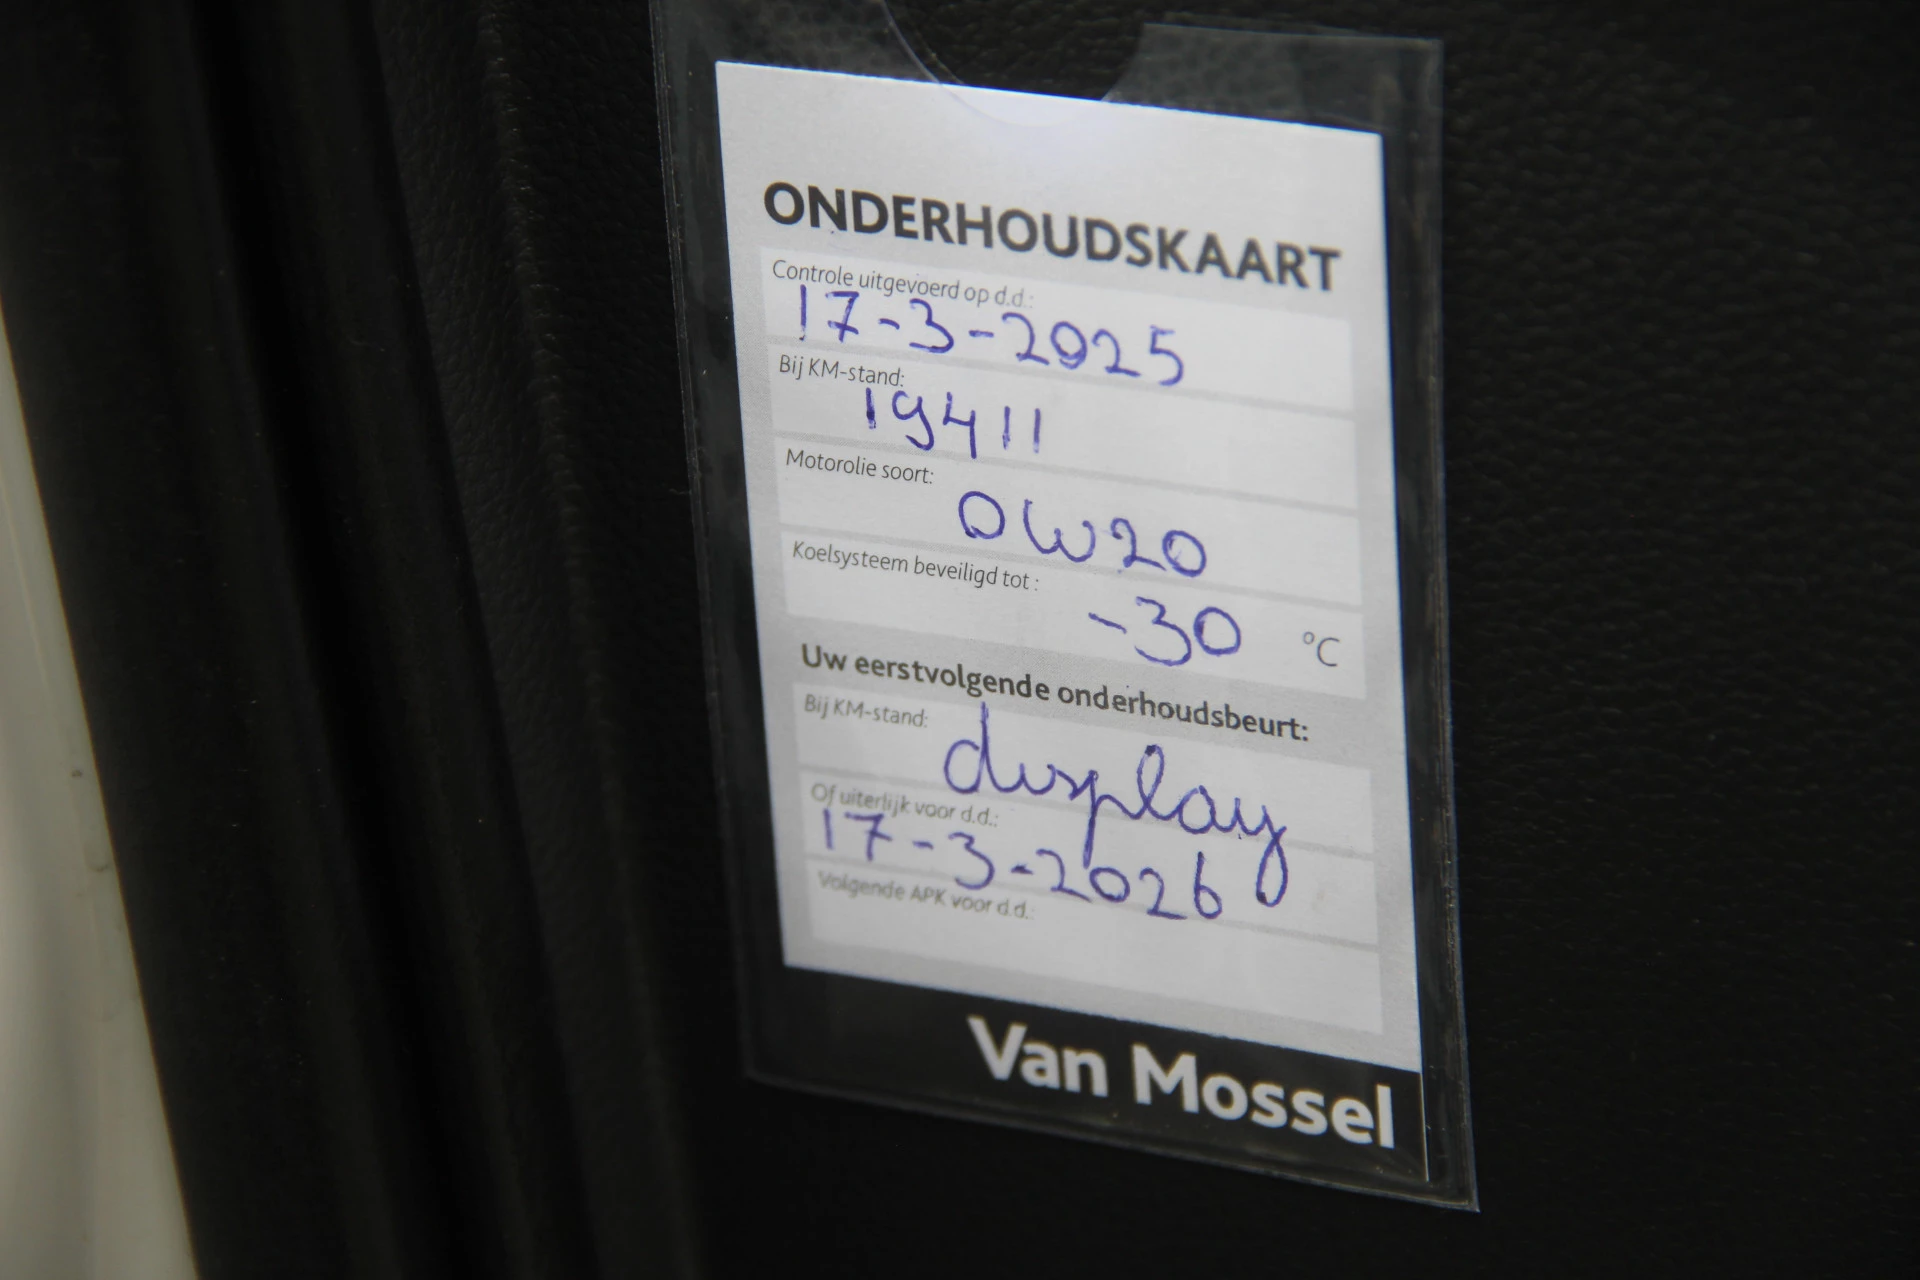 ONDERHOUDSKAART
Controle uitgevoerd op d.d.:
17-3-2025
Bij KM-stand:
19411
Motorolie soort:
0W20
Koelsysteem beveiligd tot :
-30 °C
Uw eerstvolgende onderhoudsbeurt:
Bij KM-stand:
display
Of uiterlijk voor d.d.:
17-3-2026
Volgende APK voor d.d.:
Van Mossel